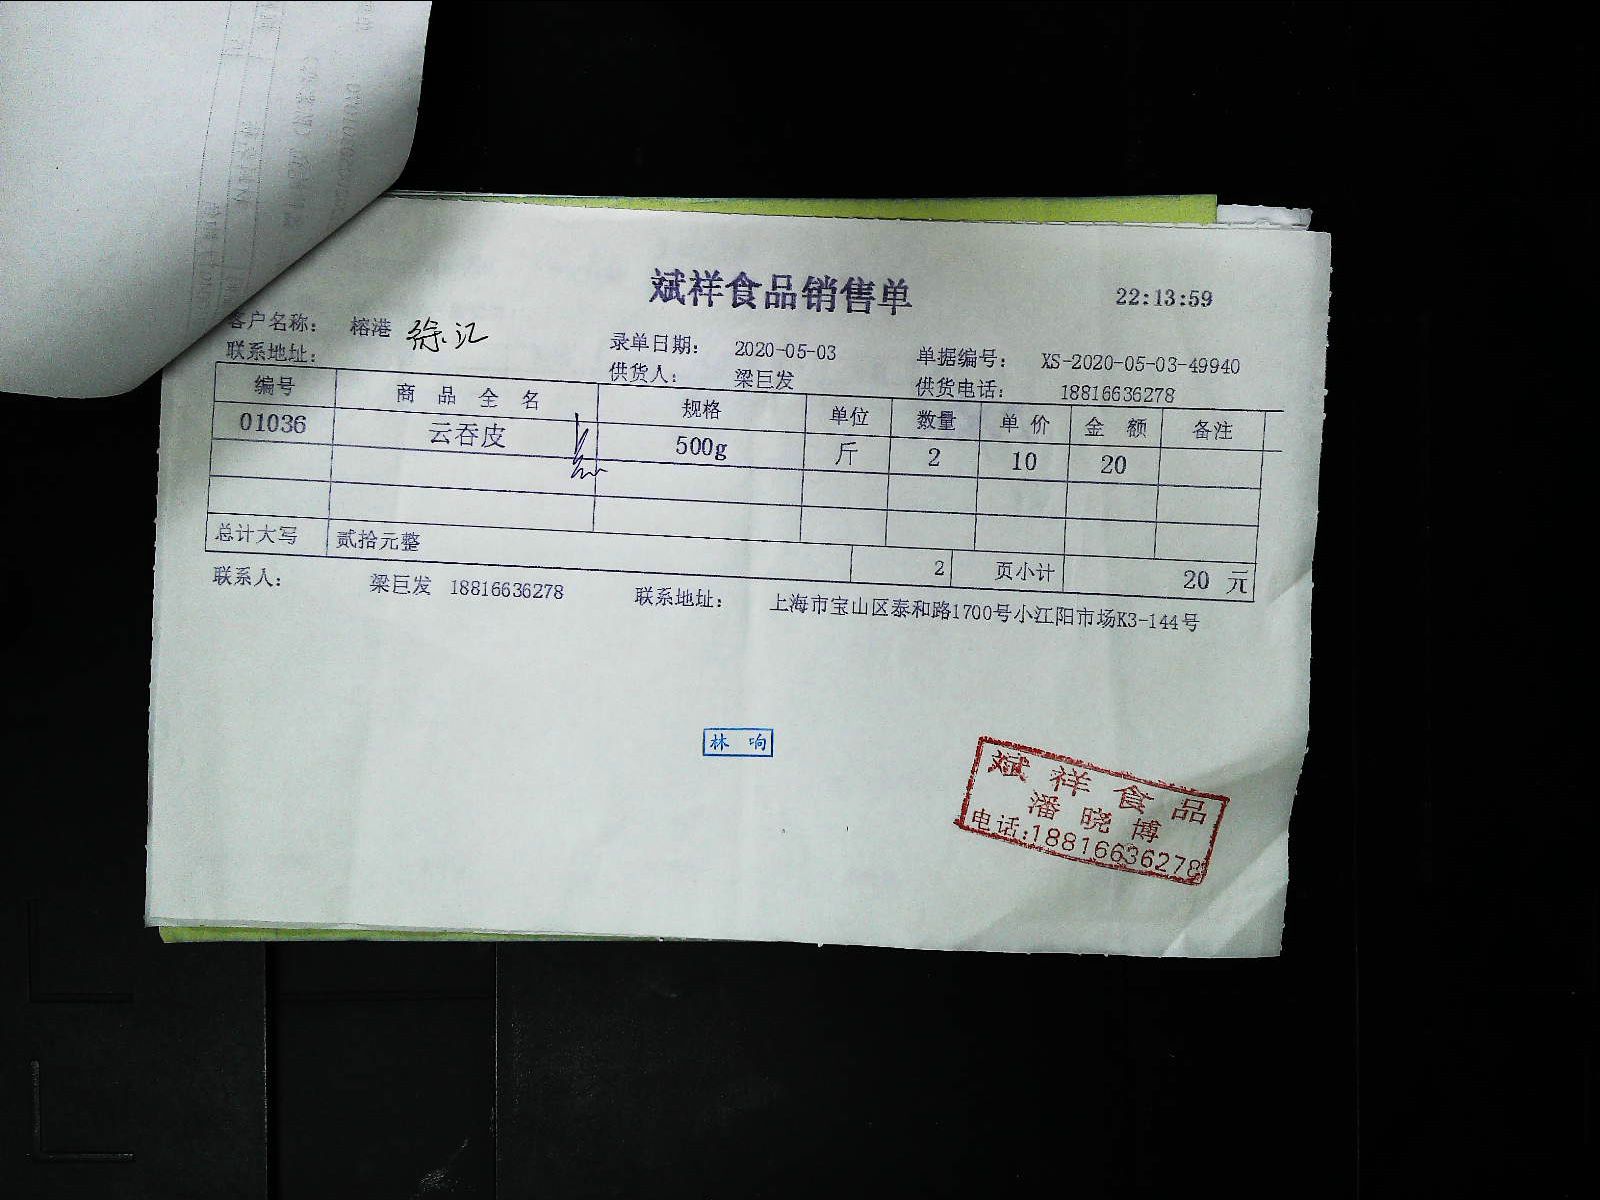 斌祥食品销售单
22:13:59
客户名称： 榕港 徐汇
录单日期： 2020-05-03
单据编号： XS-2020-05-03-49940
联系地址：
供货人： 梁巨发
供货电话： 18816636278
编号 商品全名 规格 单位 数量 单价 金额 备注
01036 云吞皮 500g 斤 2 10 20
总计大写 贰拾元整 2 页小计 20 元
联系人： 梁巨发 18816636278 联系地址： 上海市宝山区泰和路1700号小江阳市场K3-144号
林 响
斌祥食品
潘晓博
电话:18816636278